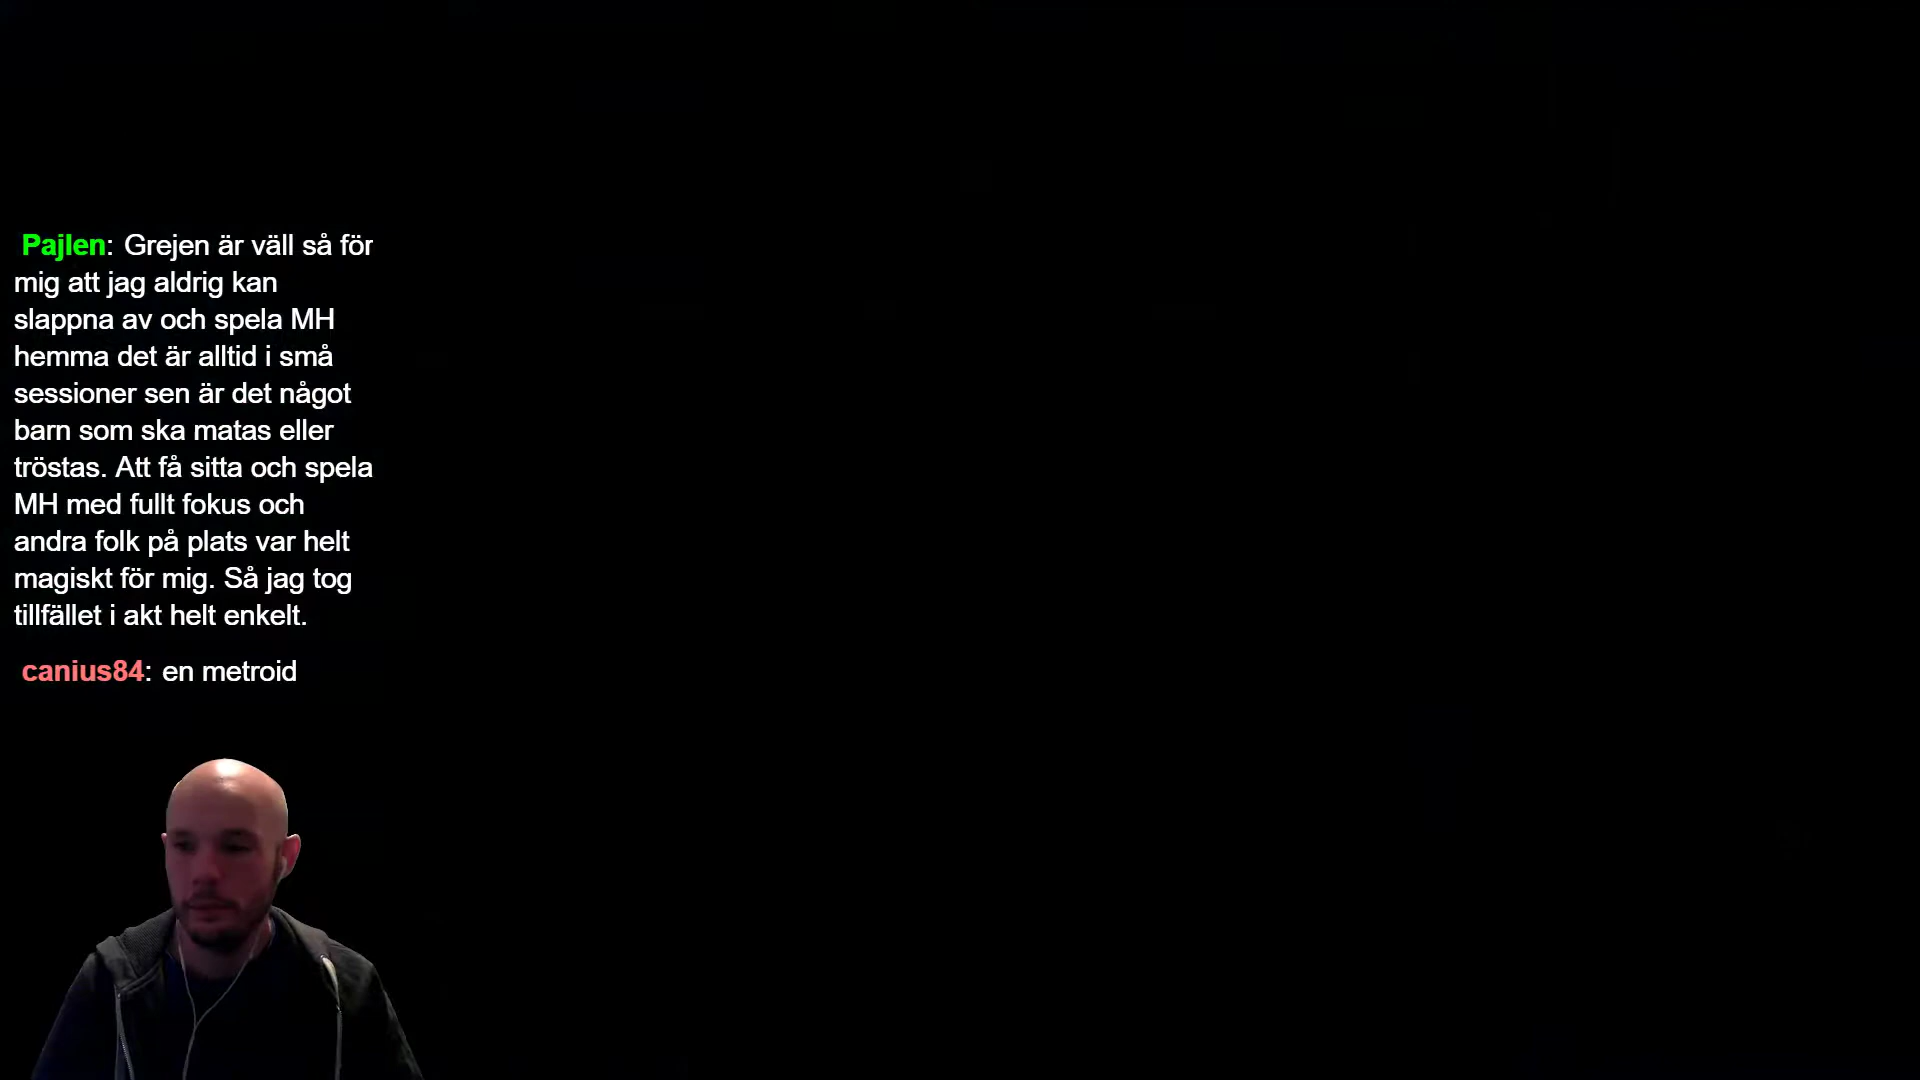 Pajlen: Grejen är väll så för
mig att jag aldrig kan
slappna av och spela MH
hemma det är alltid i små
sessioner sen är det något
barn som ska matas eller
tröstas. Att få sitta och spela
MH med fullt fokus och
andra folk på plats var helt
magiskt för mig. Så jag tog
tillfället i akt helt enkelt.
canius84: en metroid